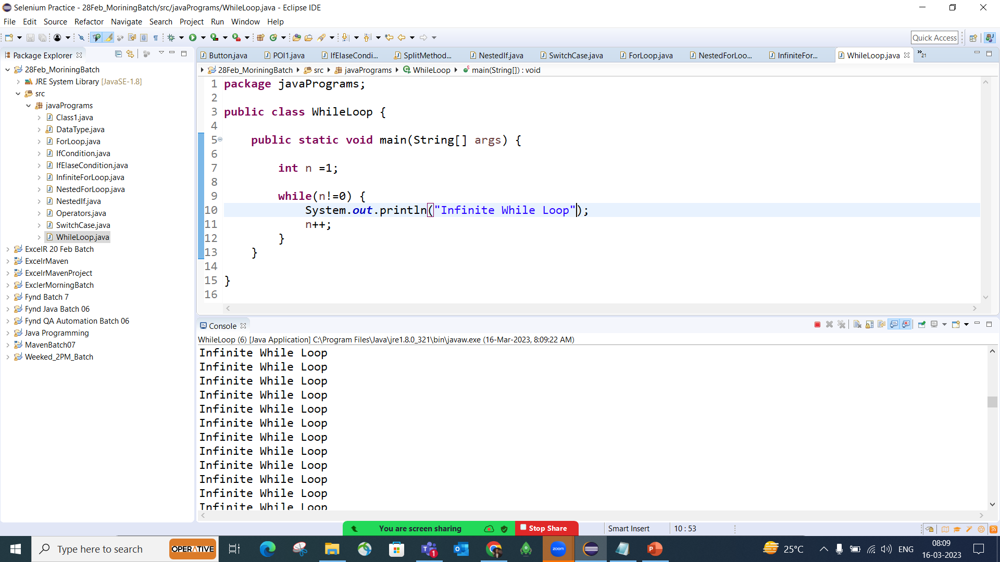 Selenium Practice - 28Feb_MoriningBatch/src/javaPrograms/WhileLoop.java - Eclipse IDE
File Edit Source Refactor Navigate Search Project Run Window Help
Quick Access
Package Explorer
28Feb_MoriningBatch
JRE System Library [JavaSE-1.8]
src
javaPrograms
Class1.java
DataType.java
ForLoop.java
IfCondition.java
IfElaseCondition.java
InfiniteForLoop.java
NestedForLoop.java
NestedIf.java
Operators.java
SwitchCase.java
WhileLoop.java
ExcelR 20 Feb Batch
ExcelrMaven
ExcelrMavenProject
ExclerMorningBatch
Fynd Batch 7
Fynd Java Batch 06
Fynd QA Automation Batch 06
Java Programming
MavenBatch07
Weeked_2PM_Batch
Button.java POI1.java IfElaseCondi... SplitMethod... NestedIf.java SwitchCase.java ForLoop.java NestedForLoo... InfiniteFor... WhileLoop.java »21
28Feb_MoriningBatch src javaPrograms WhileLoop main(String[]) : void
1 package javaPrograms;
2
3 public class WhileLoop {
4
5 public static void main(String[] args) {
6
7 int n =1;
8
9 while(n!=0) {
10 System.out.println("Infinite While Loop");
11 n++;
12 }
13 }
14
15 }
16
Console
WhileLoop (6) [Java Application] C:\Program Files\Java\jre1.8.0_321\bin\javaw.exe (16-Mar-2023, 8:09:22 AM)
Infinite While Loop
Infinite While Loop
Infinite While Loop
Infinite While Loop
Infinite While Loop
Infinite While Loop
Infinite While Loop
Infinite While Loop
Infinite While Loop
Infinite While Loop
Infinite While Loop
Infinite While Loop
You are screen sharing Stop Share
Smart Insert 10 : 53
Type here to search OPERATIVE
zoom
1
25°C ENG
08:09
16-03-2023